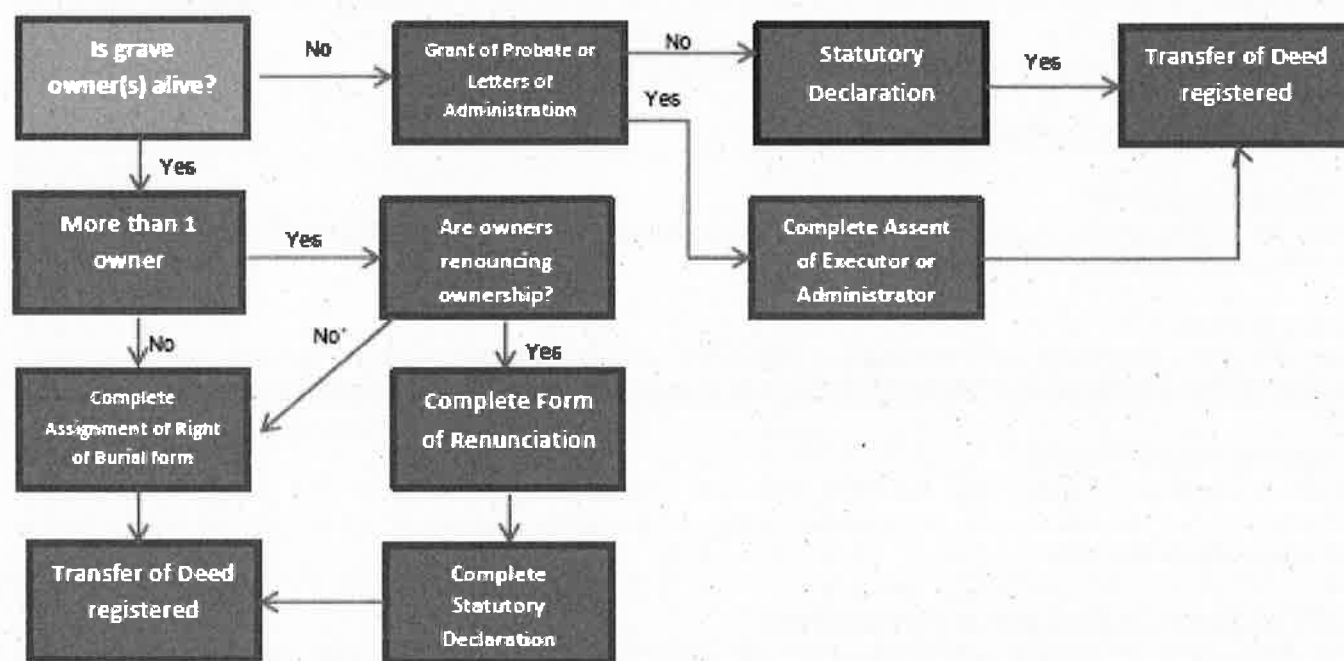 Is grave
owner(s) alive?
No
Grant of Probate or
Letters of
Administration
No
Yes
Statutory
Declaration
Yes
Transfer of Deed
registered
Yes
More than 1
owner
Yes
Are owners
renouncing
ownership?
Complete Assent
of Executor or
Administrator
No
No*
Yes
Complete
Assignment of Right
of Burial form
Complete Form
of Renunciation
Transfer of Deed
registered
Complete
Statutory
Declaration